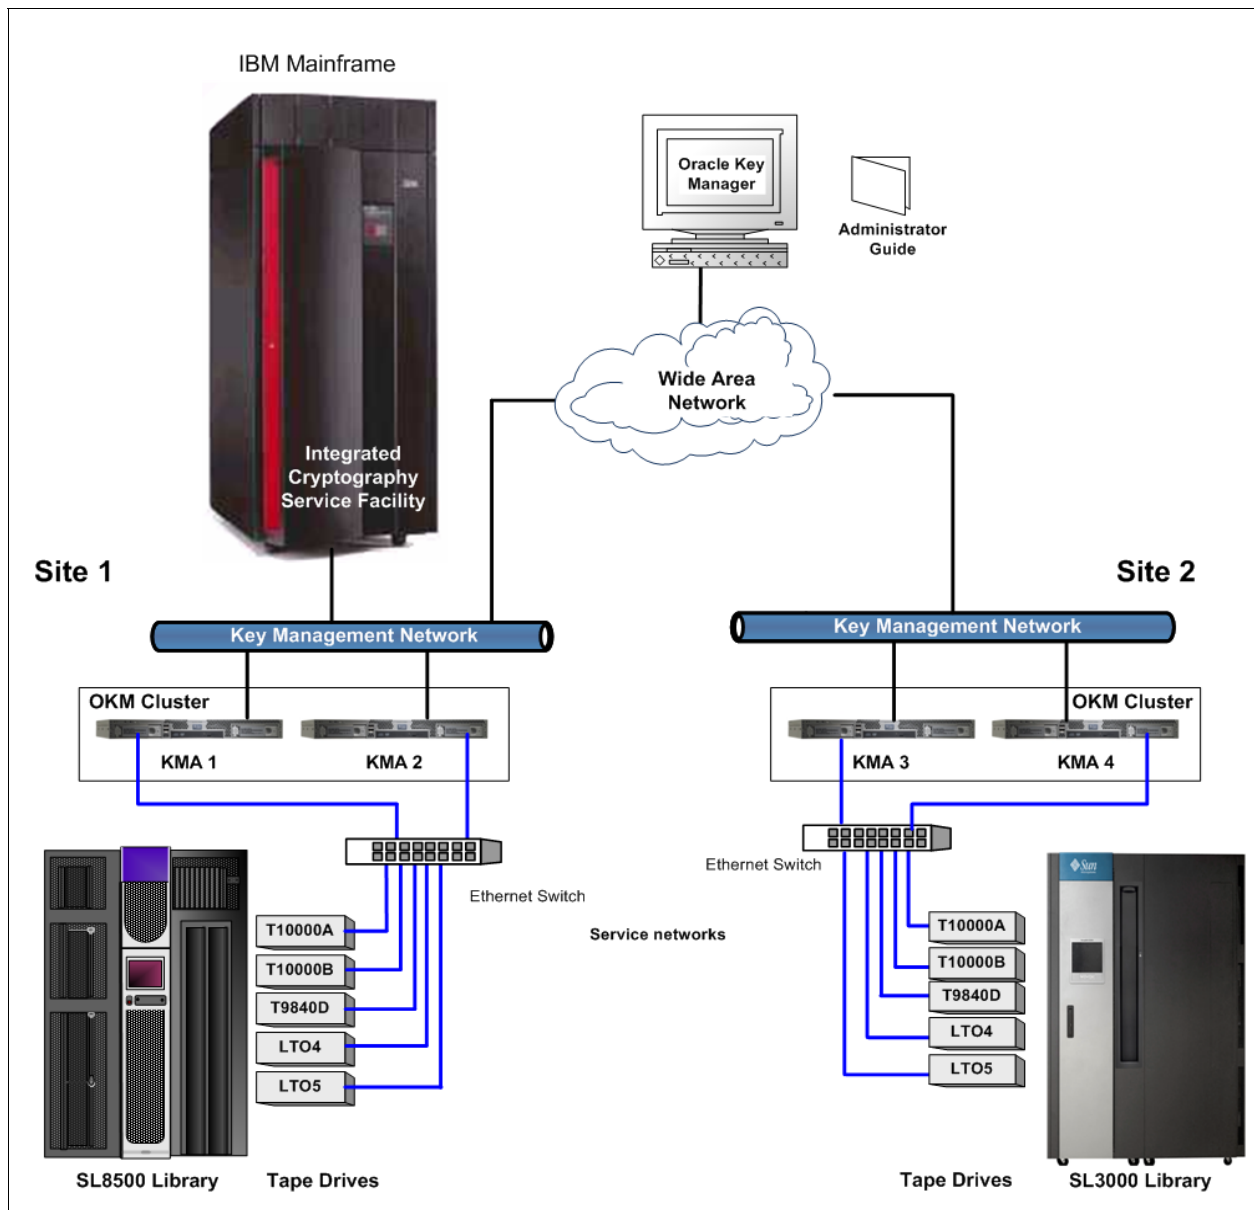 IBM Mainframe
Oracle Key
Manager
Administrator
Guide
Wide Area
Network
Integrated
Cryptography
Service Facility
Site 1
Site 2
Key Management Network
Key Management Network
OKM Cluster
KMA 1
KMA 2
OKM Cluster
KMA 3
KMA 4
Ethernet Switch
Ethernet Switch
Service networks
T10000A
T10000B
T9840D
LTO4
LTO5
T10000A
T10000B
T9840D
LTO4
LTO5
Sun
SL8500 Library
Tape Drives
Tape Drives
SL3000 Library